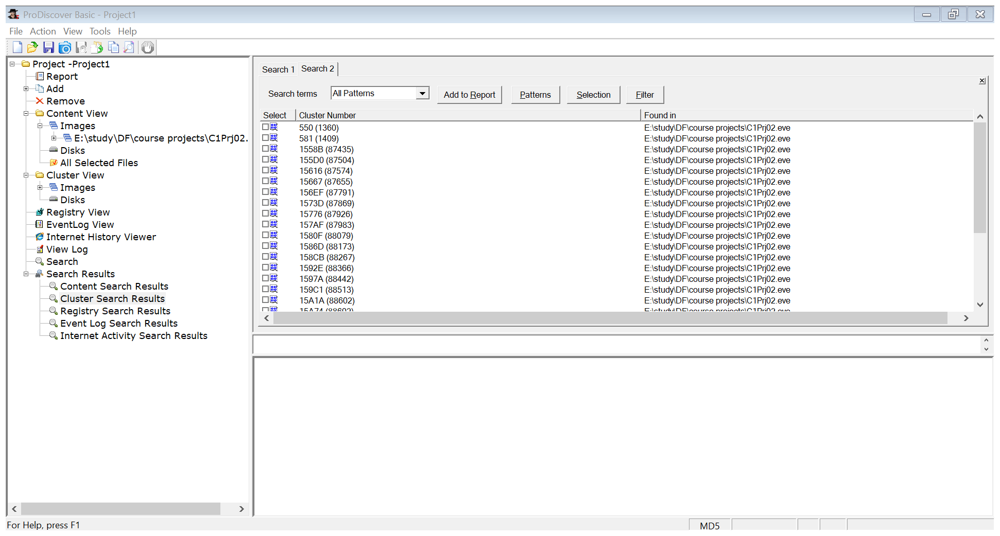 ProDiscover Basic - Project1
File Action View Tools Help
Project -Project1
Report
Add
Remove
Content View
Images
E:\study\DF\course projects\C1Prj02.
Disks
All Selected Files
Cluster View
Images
Disks
Registry View
EventLog View
Internet History Viewer
View Log
Search
Search Results
Content Search Results
Cluster Search Results
Registry Search Results
Event Log Search Results
Internet Activity Search Results
Search 1 Search 2
Search terms All Patterns Add to Report Patterns Selection Filter
Select Cluster Number Found in
550 (1360) E:\study\DF\course projects\C1Prj02.eve
581 (1409) E:\study\DF\course projects\C1Prj02.eve
1558B (87435) E:\study\DF\course projects\C1Prj02.eve
155D0 (87504) E:\study\DF\course projects\C1Prj02.eve
15616 (87574) E:\study\DF\course projects\C1Prj02.eve
15667 (87655) E:\study\DF\course projects\C1Prj02.eve
156EF (87791) E:\study\DF\course projects\C1Prj02.eve
1573D (87869) E:\study\DF\course projects\C1Prj02.eve
15776 (87926) E:\study\DF\course projects\C1Prj02.eve
157AF (87983) E:\study\DF\course projects\C1Prj02.eve
1580F (88079) E:\study\DF\course projects\C1Prj02.eve
1586D (88173) E:\study\DF\course projects\C1Prj02.eve
158CB (88267) E:\study\DF\course projects\C1Prj02.eve
1592E (88366) E:\study\DF\course projects\C1Prj02.eve
1597A (88442) E:\study\DF\course projects\C1Prj02.eve
159C1 (88513) E:\study\DF\course projects\C1Prj02.eve
15A1A (88602) E:\study\DF\course projects\C1Prj02.eve
15A74 (88692) E:\study\DF\course projects\C1Prj02.eve
For Help, press F1
MD5